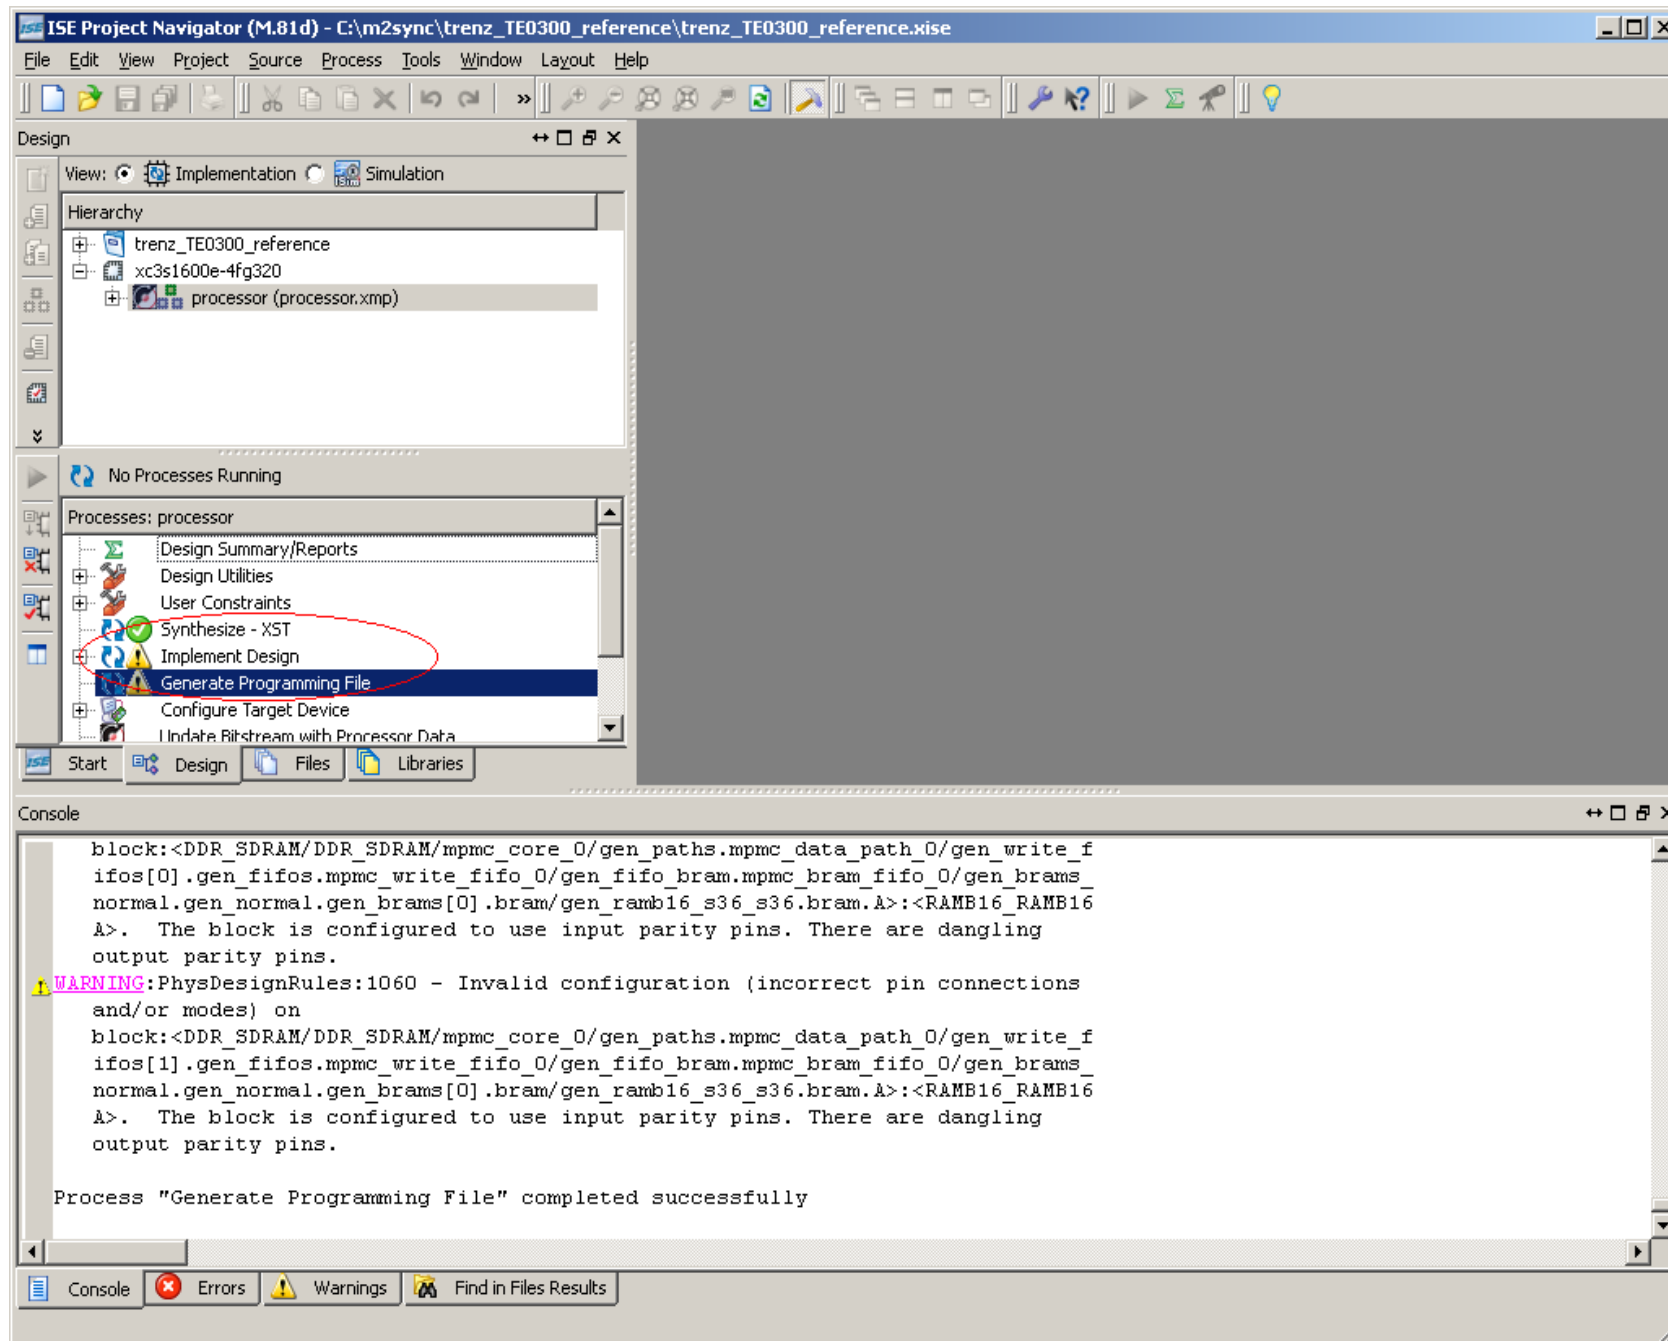 ISE Project Navigator (M.81d) - C:\m2sync\trenz_TE0300_reference\trenz_TE0300_reference.xise
File Edit View Project Source Process Tools Window Layout Help
Design
View: Implementation Simulation
Hierarchy
trenz_TE0300_reference
xc3s1600e-4fg320
processor (processor.xmp)
No Processes Running
Processes: processor
Design Summary/Reports
Design Utilities
User Constraints
Synthesize - XST
Implement Design
Generate Programming File
Configure Target Device
Update Bitstream with Processor Data
Start Design Files Libraries
Console
block:<DDR_SDRAM/DDR_SDRAM/mpmc_core_0/gen_paths.mpmc_data_path_0/gen_write_f
ifos[0].gen_fifos.mpmc_write_fifo_0/gen_fifo_bram.mpmc_bram_fifo_0/gen_brams_
normal.gen_normal.gen_brams[0].bram/gen_ramb16_s36_s36.bram.A>:<RAMB16_RAMB16
A>.  The block is configured to use input parity pins. There are dangling
output parity pins.
WARNING:PhysDesignRules:1060 - Invalid configuration (incorrect pin connections
and/or modes) on
block:<DDR_SDRAM/DDR_SDRAM/mpmc_core_0/gen_paths.mpmc_data_path_0/gen_write_f
ifos[1].gen_fifos.mpmc_write_fifo_0/gen_fifo_bram.mpmc_bram_fifo_0/gen_brams_
normal.gen_normal.gen_brams[0].bram/gen_ramb16_s36_s36.bram.A>:<RAMB16_RAMB16
A>.  The block is configured to use input parity pins. There are dangling
output parity pins.
Process "Generate Programming File" completed successfully
Console Errors Warnings Find in Files Results